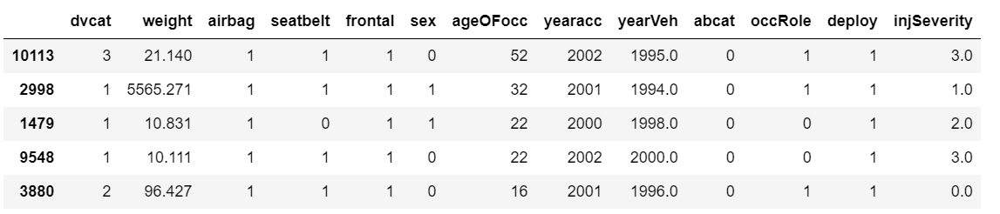 dvcat weight airbag seatbelt frontal sex ageOFocc yearacc yearVeh abcat occRole deploy injSeverity
10113 3 21.140 1 1 1 0 52 2002 1995.0 0 1 1 3.0
2998 1 5565.271 1 1 1 1 32 2001 1994.0 0 1 1 1.0
1479 1 10.831 1 0 1 1 22 2000 1998.0 0 0 1 2.0
9548 1 10.111 1 1 1 0 22 2002 2000.0 0 0 1 3.0
3880 2 96.427 1 1 1 0 16 2001 1996.0 0 1 1 0.0